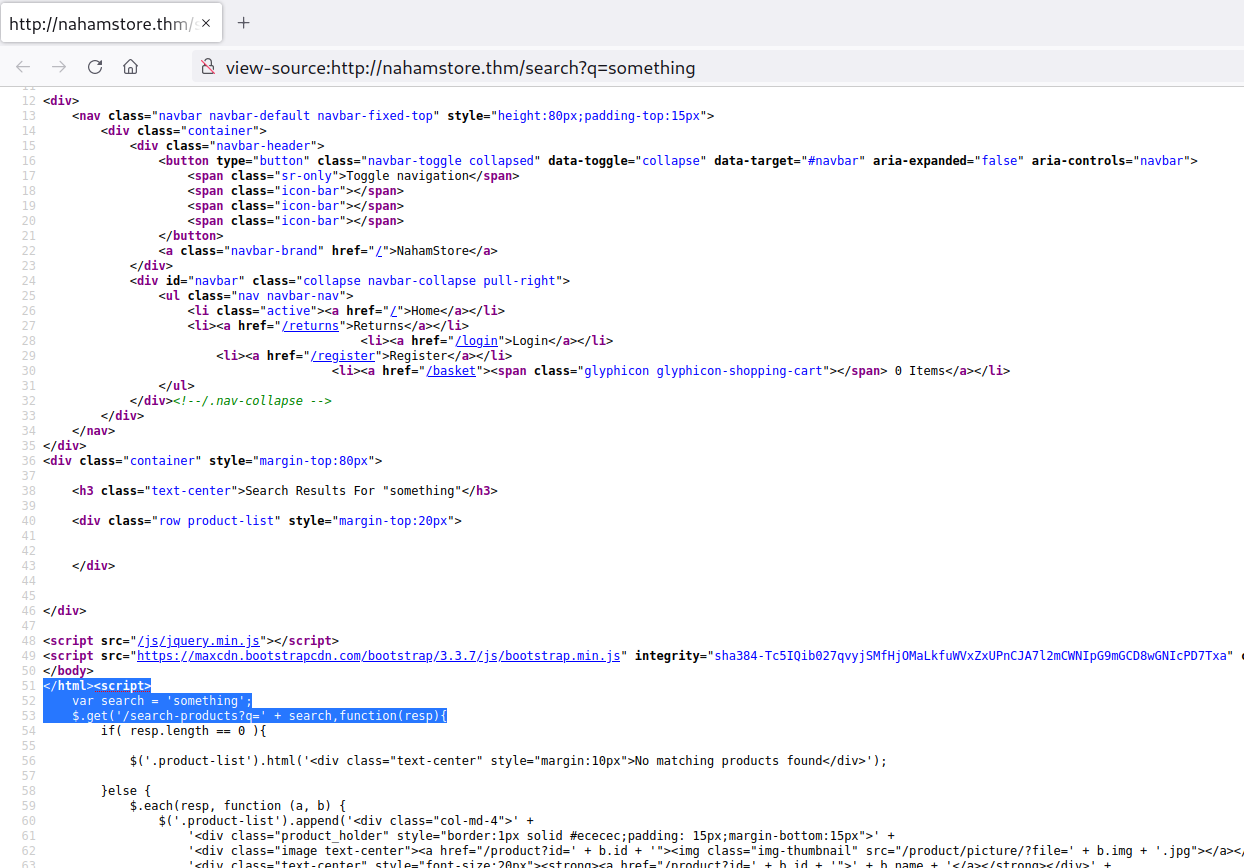 http://nahamstore.thm/
view-source:http://nahamstore.thm/search?q=something
11
12 <div>
13 <nav class="navbar navbar-default navbar-fixed-top" style="height:80px;padding-top:15px">
14 <div class="container">
15 <div class="navbar-header">
16 <button type="button" class="navbar-toggle collapsed" data-toggle="collapse" data-target="#navbar" aria-expanded="false" aria-controls="navbar">
17 <span class="sr-only">Toggle navigation</span>
18 <span class="icon-bar"></span>
19 <span class="icon-bar"></span>
20 <span class="icon-bar"></span>
21 </button>
22 <a class="navbar-brand" href="/">NahamStore</a>
23 </div>
24 <div id="navbar" class="collapse navbar-collapse pull-right">
25 <ul class="nav navbar-nav">
26 <li class="active"><a href="/">Home</a></li>
27 <li><a href="/returns">Returns</a></li>
28 <li><a href="/login">Login</a></li>
29 <li><a href="/register">Register</a></li>
30 <li><a href="/basket"><span class="glyphicon glyphicon-shopping-cart"></span> 0 Items</a></li>
31 </ul>
32 </div><!--/.nav-collapse -->
33 </div>
34 </nav>
35 </div>
36 <div class="container" style="margin-top:80px">
37
38 <h3 class="text-center">Search Results For "something"</h3>
39
40 <div class="row product-list" style="margin-top:20px">
41
42
43 </div>
44
45
46 </div>
47
48 <script src="/js/jquery.min.js"></script>
49 <script src="https://maxcdn.bootstrapcdn.com/bootstrap/3.3.7/js/bootstrap.min.js" integrity="sha384-Tc5IQib027qvyjSMfHjOMaLkfuWVxZxUPnCJA7l2mCWNIpG9mGCD8wGNIcPD7Txa"
50 </body>
51 </html><script>
52 var search = 'something';
53 $.get('/search-products?q=' + search,function(resp){
54 if( resp.length == 0 ){
55
56 $('.product-list').html('<div class="text-center" style="margin:10px">No matching products found</div>');
57
58 }else {
59 $.each(resp, function (a, b) {
60 $('.product-list').append('<div class="col-md-4">' +
61 '<div class="product_holder" style="border:1px solid #ececec;padding: 15px;margin-bottom:15px">' +
62 '<div class="image text-center"><a href="/product?id=' + b.id + '"><img class="img-thumbnail" src="/product/picture/?file=' + b.img + '.jpg"></a></
63 '<div class="text-center" style="font-size:20px"><strong><a href="/product?id=' + b.id + '">' + b.name + '</a></strong></div>' +